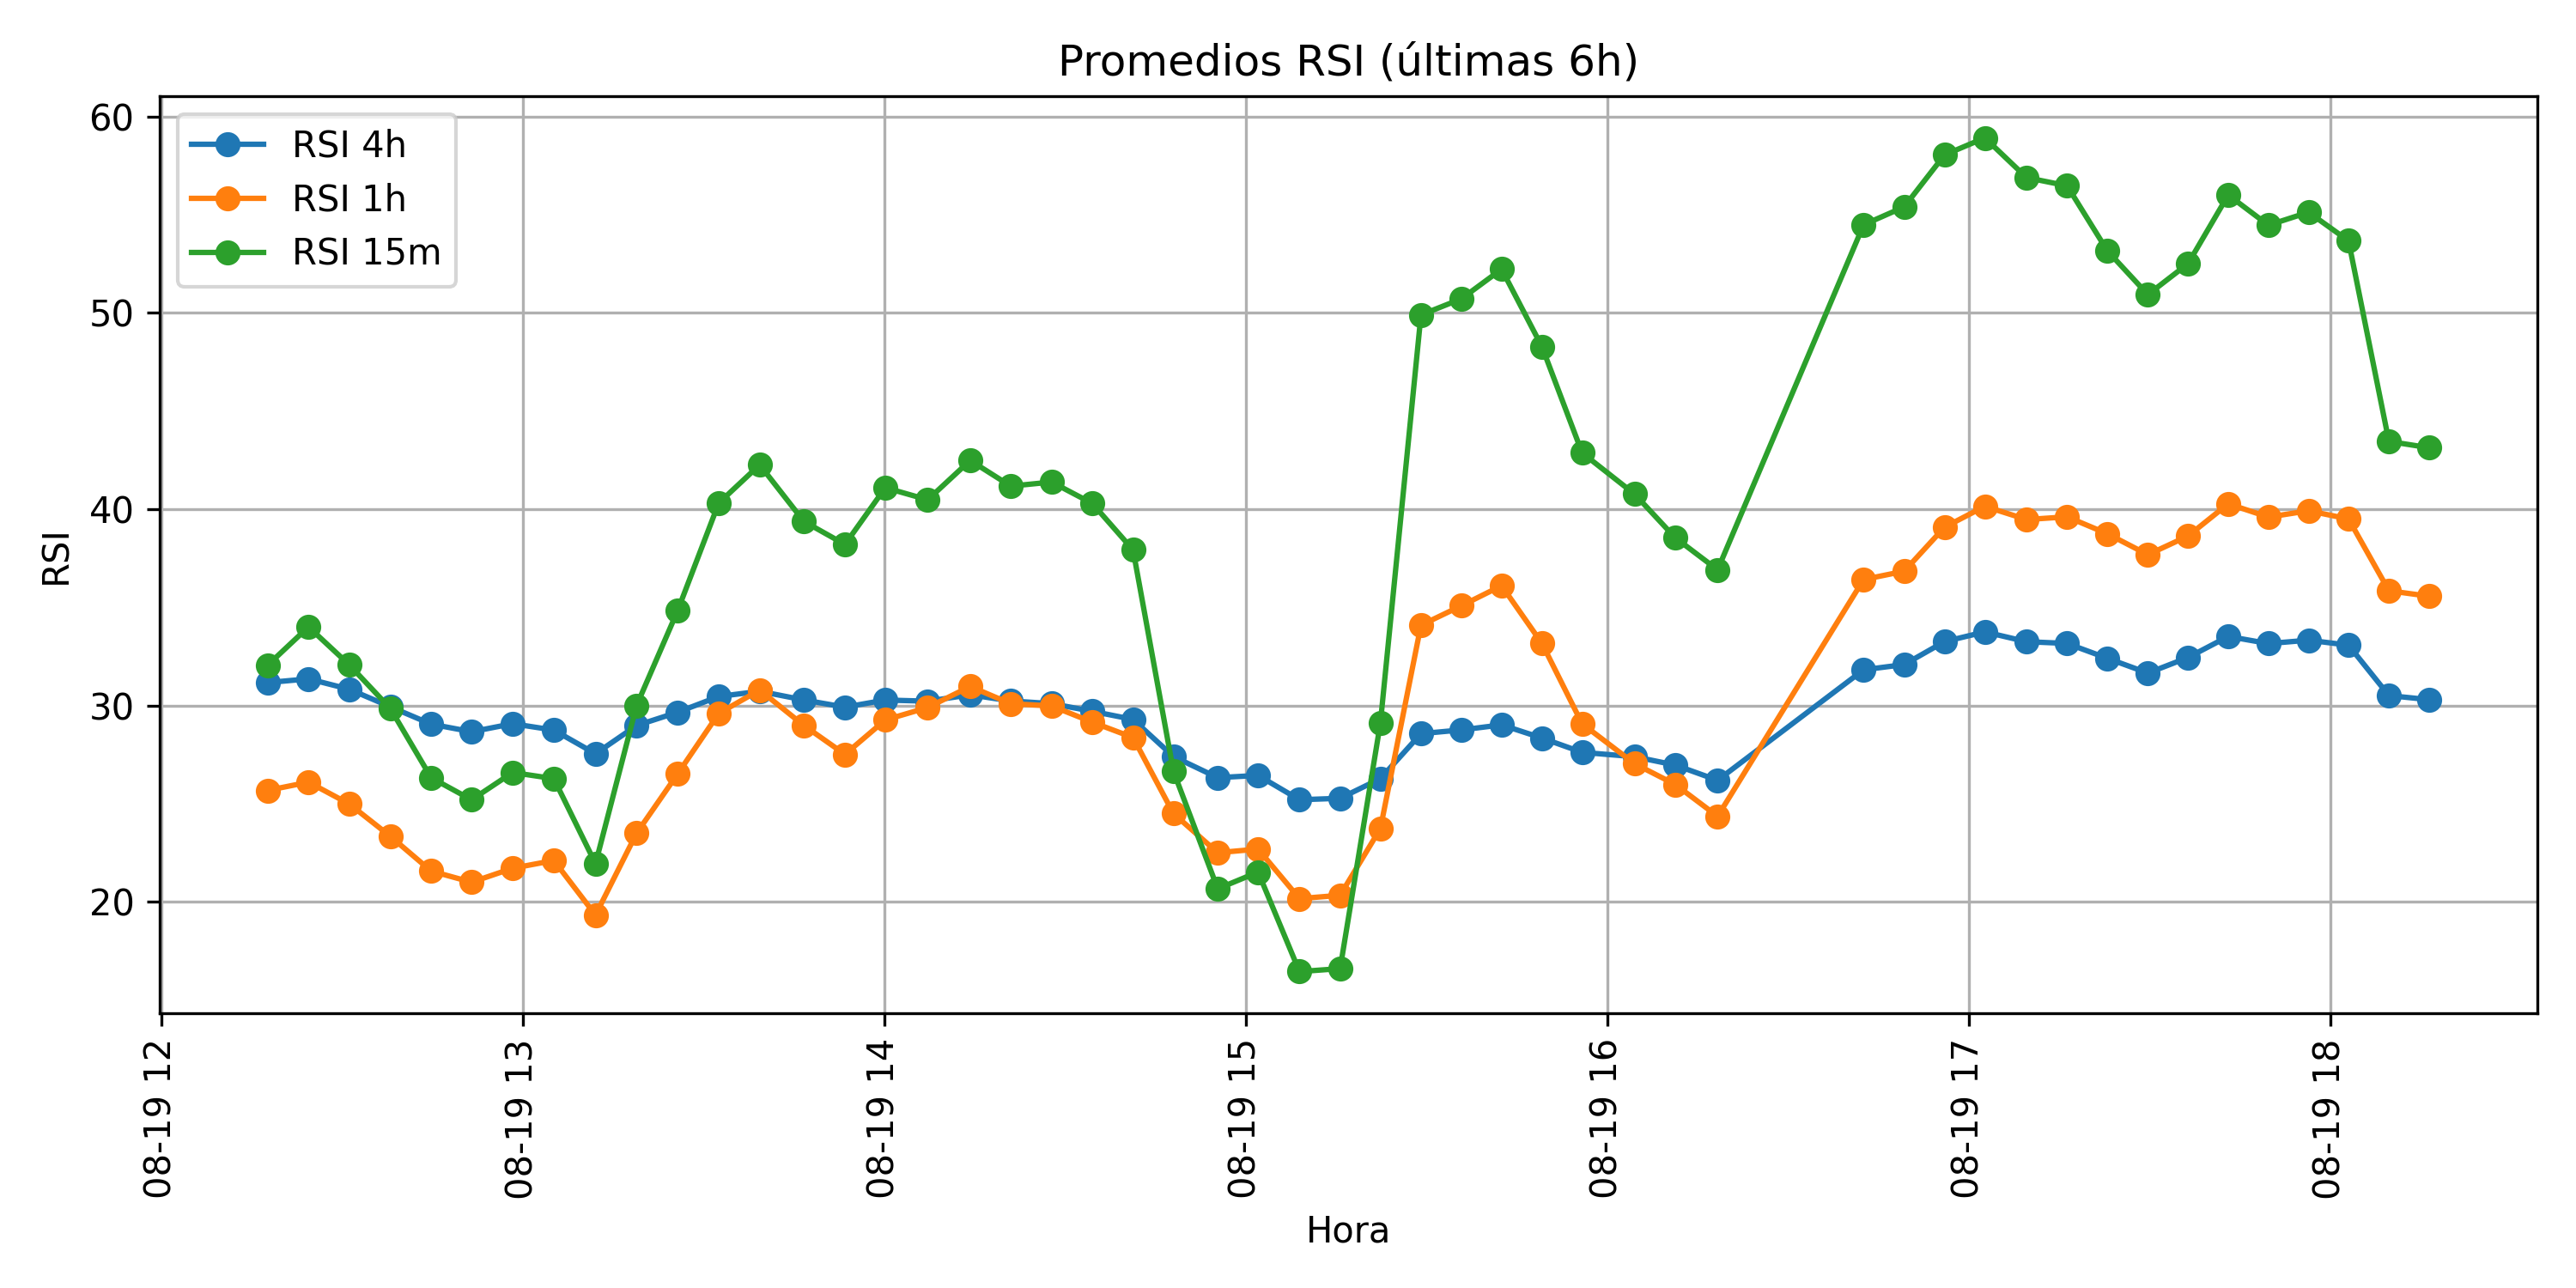 Promedios RSI (últimas 6h)
RSI 4h
RSI 1h
RSI 15m
60
50
40
30
20
RSI
08-19 12
08-19 13
08-19 14
08-19 15
08-19 16
08-19 17
08-19 18
Hora